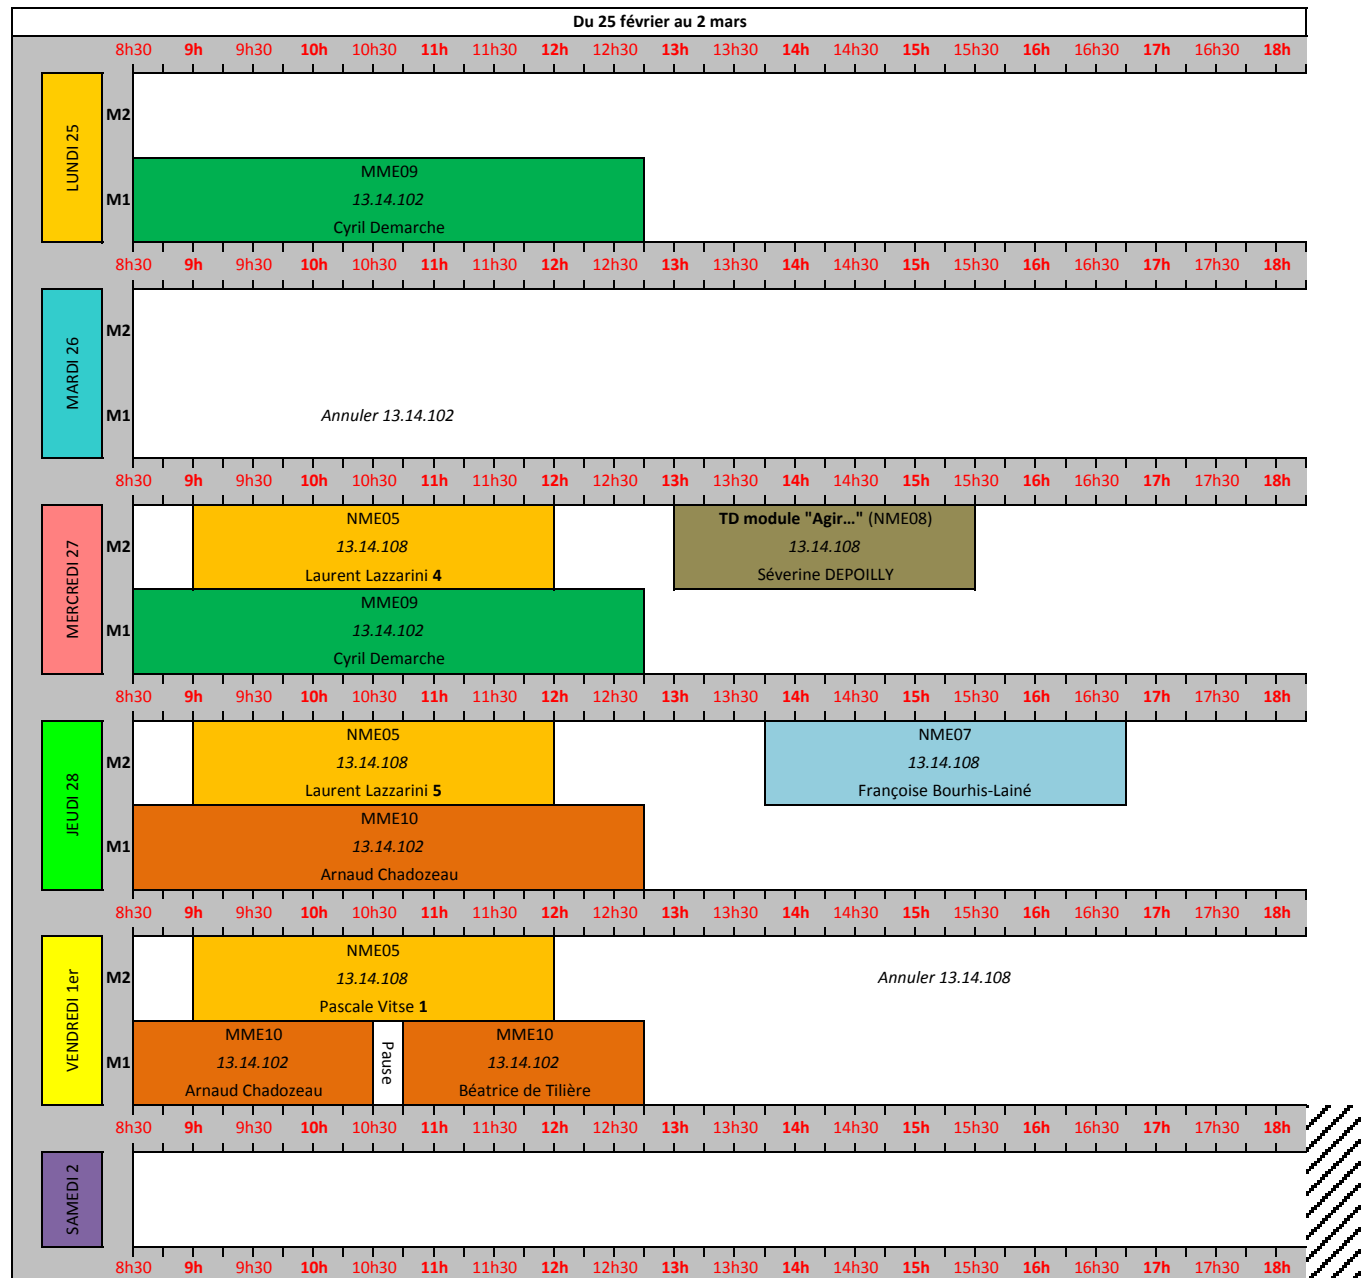 Du 25 février au 2 mars
8h30 9h 9h30 10h 10h30 11h 11h30 12h 12h30 13h 13h30 14h 14h30 15h 15h30 16h 16h30 17h 16h30 18h
LUNDI 25
M2
MME09
M1
13.14.102
Cyril Demarche
8h30 9h 9h30 10h 10h30 11h 11h30 12h 12h30 13h 13h30 14h 14h30 15h 15h30 16h 16h30 17h 17h30 18h
MARDI 26
M2
M1
Annuler 13.14.102
8h30 9h 9h30 10h 10h30 11h 11h30 12h 12h30 13h 13h30 14h 14h30 15h 15h30 16h 16h30 17h 17h30 18h
MERCREDI 27
M2
NME05
13.14.108
Laurent Lazzarini 4
TD module "Agir..." (NME08)
13.14.108
Séverine DEPOILLY
M1
MME09
13.14.102
Cyril Demarche
8h30 9h 9h30 10h 10h30 11h 11h30 12h 12h30 13h 13h30 14h 14h30 15h 15h30 16h 16h30 17h 17h30 18h
JEUDI 28
M2
NME05
13.14.108
Laurent Lazzarini 5
NME07
13.14.108
Françoise Bourhis-Lainé
M1
MME10
13.14.102
Arnaud Chadozeau
8h30 9h 9h30 10h 10h30 11h 11h30 12h 12h30 13h 13h30 14h 14h30 15h 15h30 16h 16h30 17h 17h30 18h
VENDREDI 1er
M2
NME05
13.14.108
Pascale Vitse 1
Annuler 13.14.108
M1
MME10
13.14.102
Arnaud Chadozeau
Pause
MME10
13.14.102
Béatrice de Tilière
8h30 9h 9h30 10h 10h30 11h 11h30 12h 12h30 13h 13h30 14h 14h30 15h 15h30 16h 16h30 17h 17h30 18h
SAMEDI 2
8h30 9h 9h30 10h 10h30 11h 11h30 12h 12h30 13h 13h30 14h 14h30 15h 15h30 16h 16h30 17h 17h30 18h